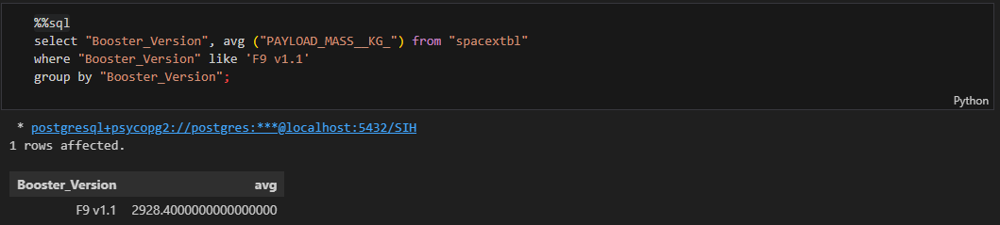 %%sql
select "Booster_Version", avg ("PAYLOAD_MASS__KG_") from "spacextbl"
where "Booster_Version" like 'F9 v1.1'
group by "Booster_Version";
Python
* postgresql+psycopg2://postgres:***@localhost:5432/SIH
1 rows affected.
Booster_Version avg
F9 v1.1 2928.4000000000000000